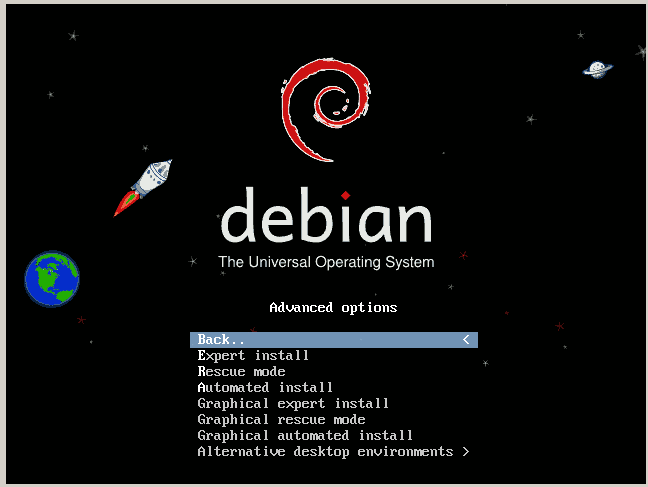 debian
The Universal Operating System
Advanced options
Back.. <
Expert install
Rescue mode
Automated install
Graphical expert install
Graphical rescue mode
Graphical automated install
Alternative desktop environments >